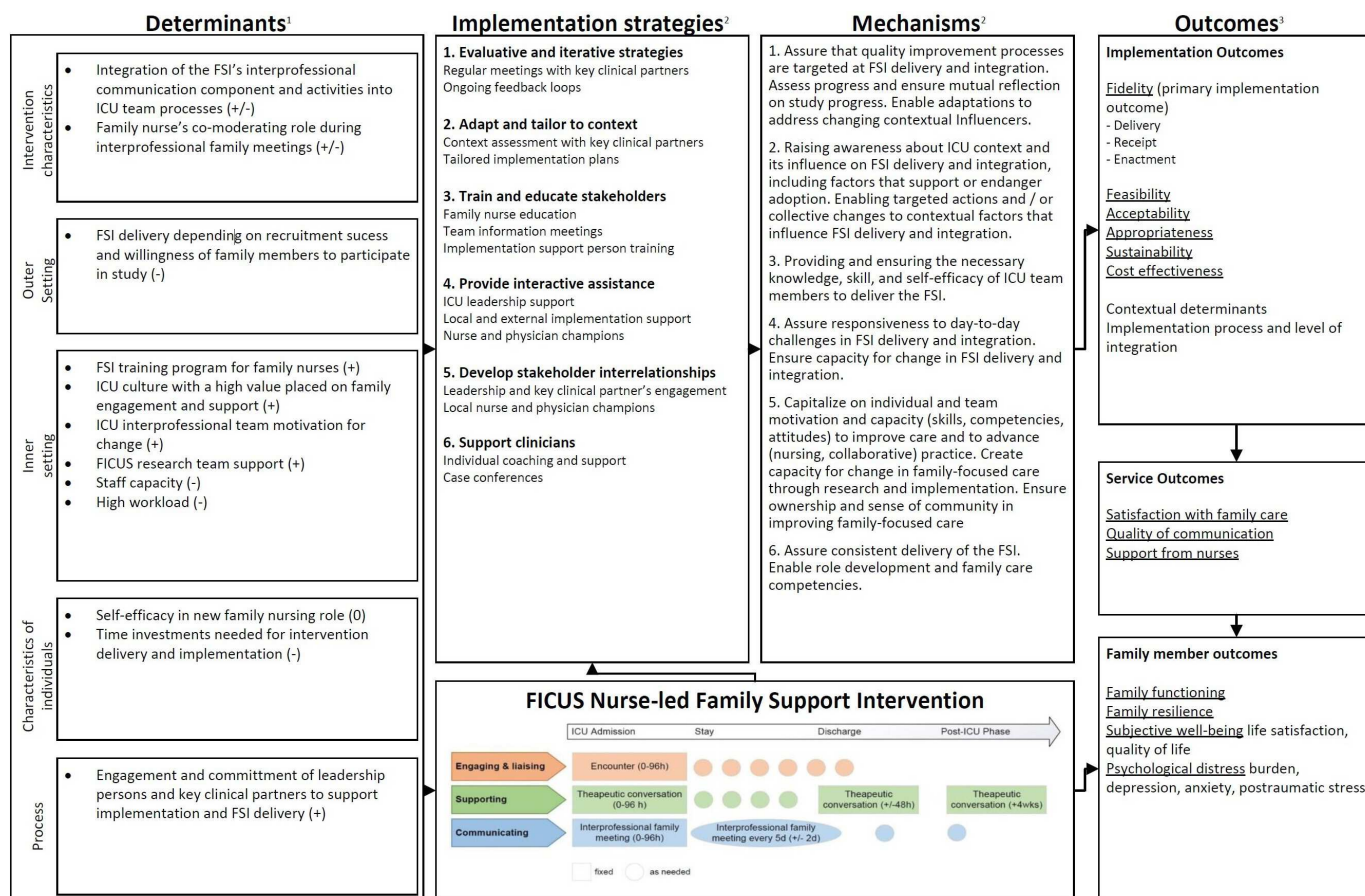 Determinants1
Intervention
characteristics
• Integration of the FSI's interprofessional
communication component and activities into
ICU team processes (+/-)
• Family nurse's co-moderating role during
interprofessional family meetings (+/-)
Outer
Setting
• FSI delivery depending on recruitment sucess
and willingness of family members to participate
in study (-)
Inner
setting
• FSI training program for family nurses (+)
• ICU culture with a high value placed on family
engagement and support (+)
• ICU interprofessional team motivation for
change (+)
• FICUS research team support (+)
• Staff capacity (-)
• High workload (-)
Characteristics of
individuals
• Self-efficacy in new family nursing role (0)
• Time investments needed for intervention
delivery and implementation (-)
Process
• Engagement and committment of leadership
persons and key clinical partners to support
implementation and FSI delivery (+)
Implementation strategies2
1. Evaluative and iterative strategies
Regular meetings with key clinical partners
Ongoing feedback loops
2. Adapt and tailor to context
Context assessment with key clinical partners
Tailored implementation plans
3. Train and educate stakeholders
Family nurse education
Team information meetings
Implementation support person training
4. Provide interactive assistance
ICU leadership support
Local and external implementation support
Nurse and physician champions
5. Develop stakeholder interrelationships
Leadership and key clinical partner's engagement
Local nurse and physician champions
6. Support clinicians
Individual coaching and support
Case conferences
Mechanisms2
1. Assure that quality improvement processes
are targeted at FSI delivery and integration.
Assess progress and ensure mutual reflection
on study progress. Enable adaptations to
address changing contextual Influencers.
2. Raising awareness about ICU context and
its influence on FSI delivery and integration,
including factors that support or endanger
adoption. Enabling targeted actions and / or
collective changes to contextual factors that
influence FSI delivery and integration.
3. Providing and ensuring the necessary
knowledge, skill, and self-efficacy of ICU team
members to deliver the FSI.
4. Assure responsiveness to day-to-day
challenges in FSI delivery and integration.
Ensure capacity for change in FSI delivery and
integration.
5. Capitalize on individual and team
motivation and capacity (skills, competencies,
attitudes) to improve care and to advance
(nursing, collaborative) practice. Create
capacity for change in family-focused care
through research and implementation. Ensure
ownership and sense of community in
improving family-focused care
6. Assure consistent delivery of the FSI.
Enable role development and family care
competencies.
Outcomes3
Implementation Outcomes
Fidelity (primary implementation
outcome)
- Delivery
- Receipt
- Enactment
Feasibility
Acceptability
Appropriateness
Sustainability
Cost effectiveness
Contextual determinants
Implementation process and level of
integration
Service Outcomes
Satisfaction with family care
Quality of communication
Support from nurses
Family member outcomes
Family functioning
Family resilience
Subjective well-being life satisfaction,
quality of life
Psychological distress burden,
depression, anxiety, postraumatic stress
FICUS Nurse-led Family Support Intervention
ICU Admission Stay Discharge Post-ICU Phase
Engaging & liaising
Encounter (0-96h)
Supporting
Theapeutic conversation
(0-96 h)
Theapeutic
conversation (+/-48h)
Theapeutic
conversation (+4wks)
Communicating
Interprofessional family
meeting (0-96h)
Interprofessional family
meeting every 5d (+/- 2d)
fixed as needed